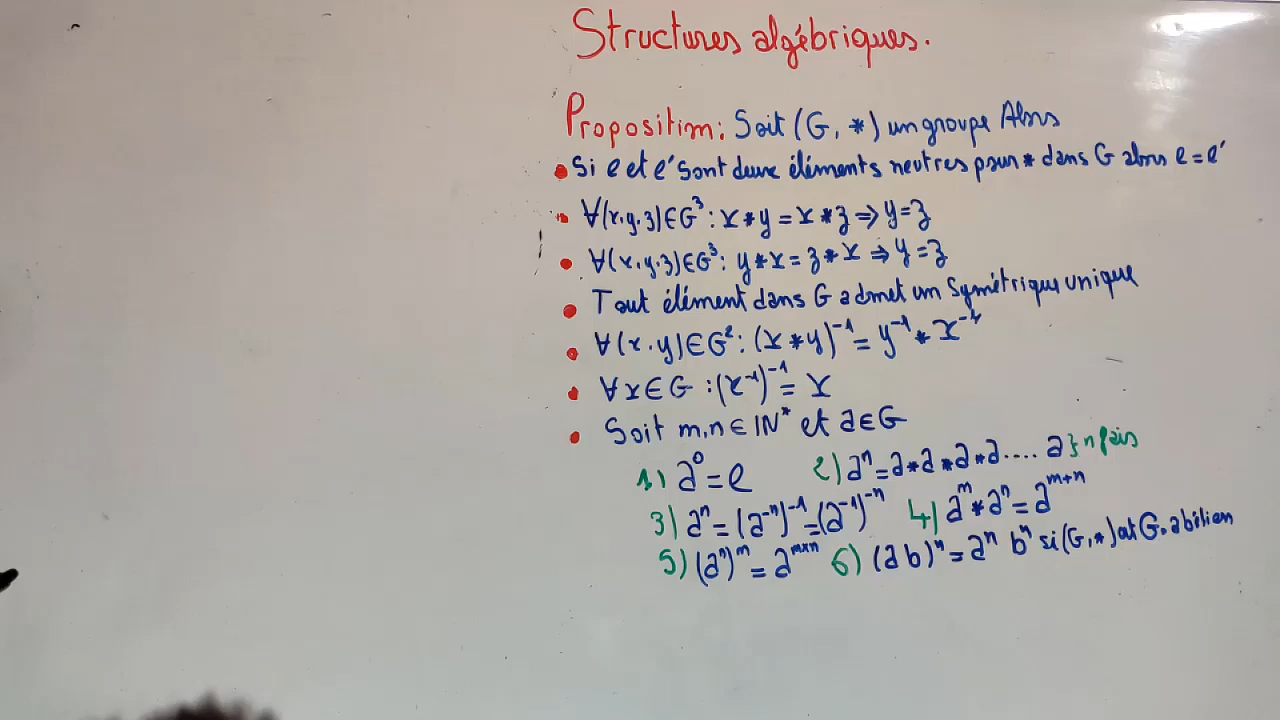 Structures algébriques.
Proposition: Soit (G, *) un groupe Alors
• Si e et e' sont deux éléments neutres pour * dans G alors e = e'
• ∀(x,y,z)∈G³: x*y = x*z ⇒ y=z
• ∀(x,y,z)∈G³: y*x = z*x ⇒ y=z
• Tout élément dans G admet un Symétrique unique
• ∀(x,y)∈G²: (x*y)⁻¹ = y⁻¹ * x⁻¹
• ∀x∈G : (x⁻¹)⁻¹ = x
• Soit m,n ∈ IN* et a∈G
1) a⁰ = e 2) aⁿ = a*a*a*a.... a } n fois
3) aⁿ = (a⁻ⁿ)⁻¹ = (a⁻¹)⁻ⁿ 4) aᵐ * aⁿ = aᵐ⁺ⁿ
5) (aⁿ)ᵐ = aᵐˣⁿ 6) (ab)ⁿ = aⁿ bⁿ si (G,*) est G. abélien